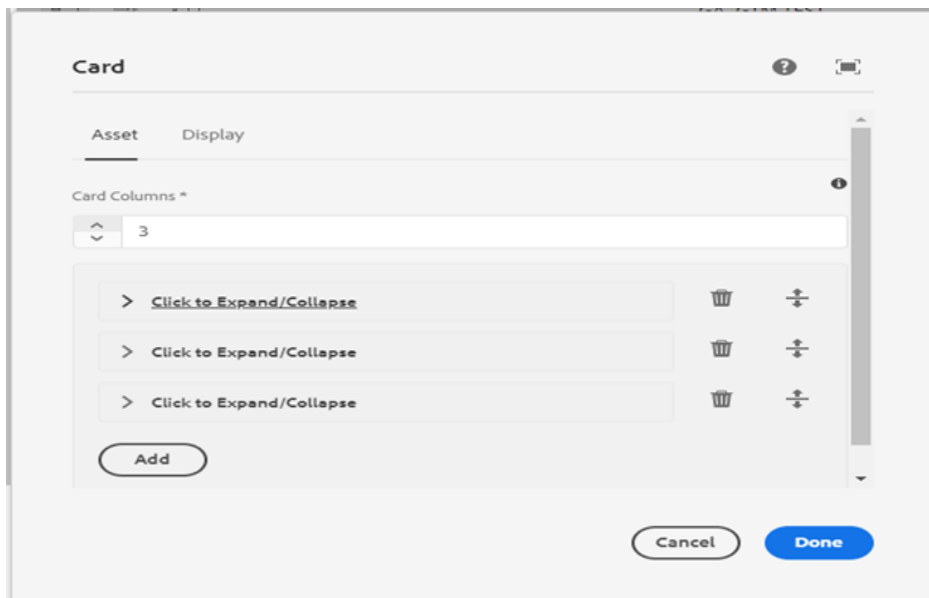 Card
Asset Display
Card Columns *
3
Click to Expand/Collapse
Click to Expand/Collapse
Click to Expand/Collapse
Add
Cancel Done